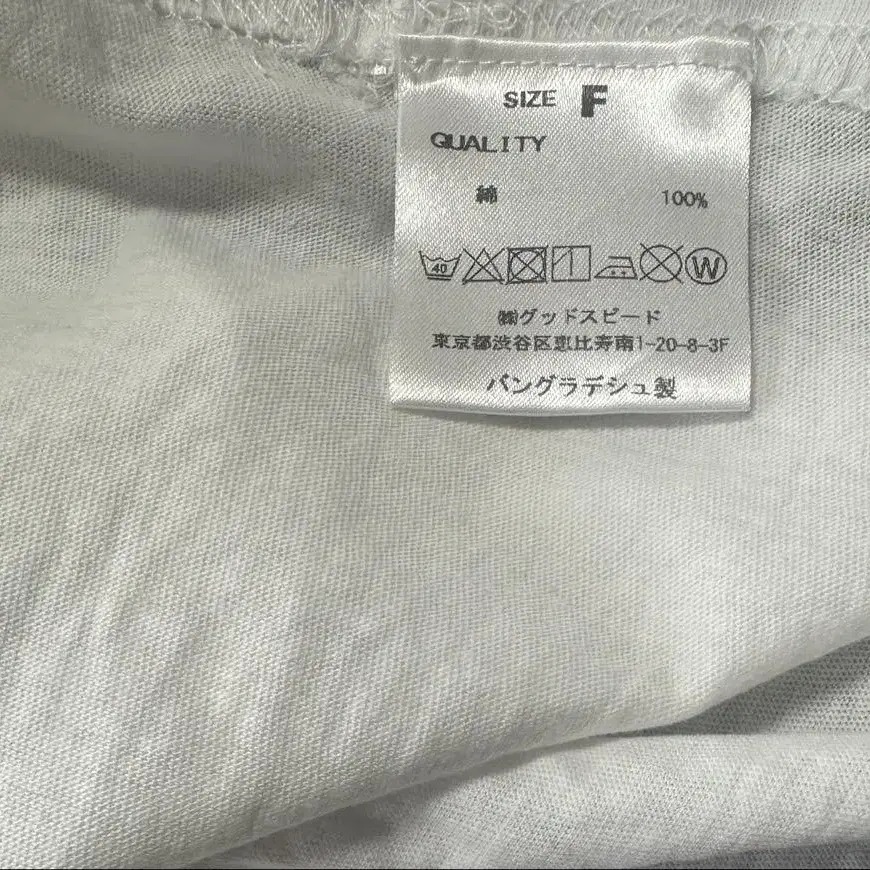 SIZE F
QUALITY
綿 100%
40 W
㈱グッドスピード
東京都渋谷区恵比寿南1-20-8-3F
バングラデシュ製